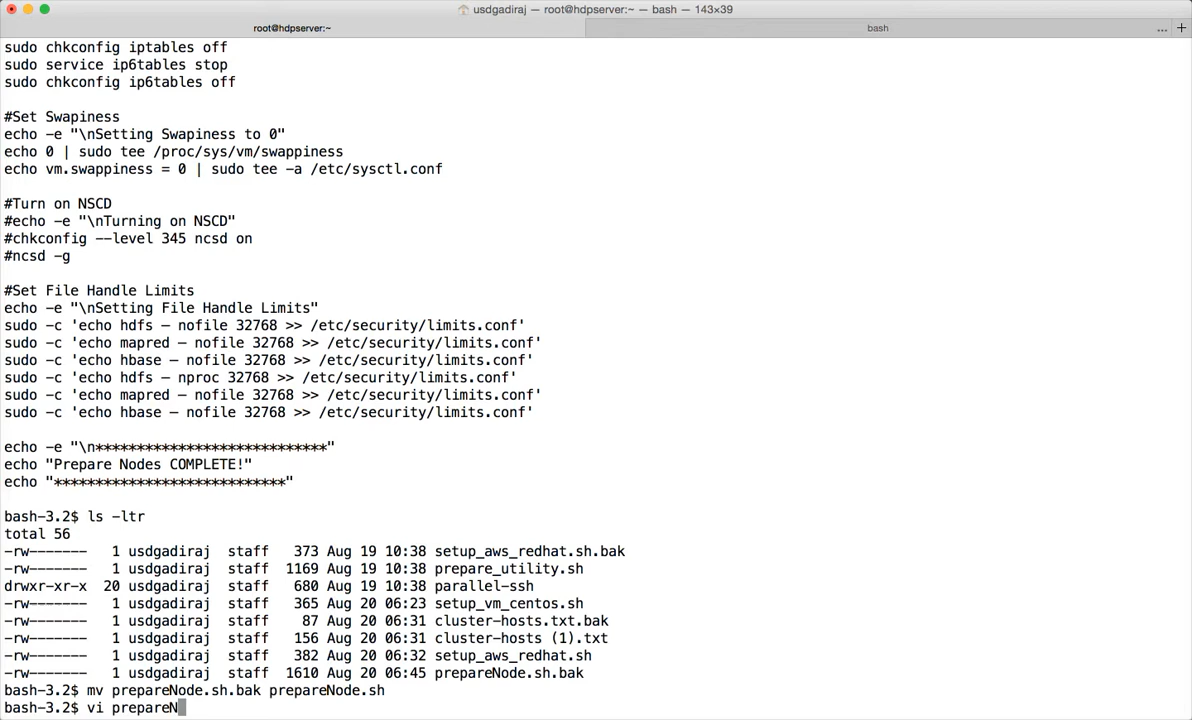 usdgadiraj — root@hdpserver:~ — bash — 143×39
root@hdpserver:~
bash
... +
sudo chkconfig iptables off
sudo service ip6tables stop
sudo chkconfig ip6tables off
#Set Swapiness
echo -e "\nSetting Swapiness to 0"
echo 0 | sudo tee /proc/sys/vm/swappiness
echo vm.swappiness = 0 | sudo tee -a /etc/sysctl.conf
#Turn on NSCD
#echo -e "\nTurning on NSCD"
#chkconfig --level 345 ncsd on
#ncsd -g
#Set File Handle Limits
echo -e "\nSetting File Handle Limits"
sudo -c 'echo hdfs – nofile 32768 >> /etc/security/limits.conf'
sudo -c 'echo mapred – nofile 32768 >> /etc/security/limits.conf'
sudo -c 'echo hbase – nofile 32768 >> /etc/security/limits.conf'
sudo -c 'echo hdfs – nproc 32768 >> /etc/security/limits.conf'
sudo -c 'echo mapred – nofile 32768 >> /etc/security/limits.conf'
sudo -c 'echo hbase – nofile 32768 >> /etc/security/limits.conf'
echo -e "\n****************************"
echo "Prepare Nodes COMPLETE!"
echo "****************************"
bash-3.2$ ls -ltr
total 56
-rw-------   1 usdgadiraj  staff   373 Aug 19 10:38 setup_aws_redhat.sh.bak
-rw-------   1 usdgadiraj  staff  1169 Aug 19 10:38 prepare_utility.sh
drwxr-xr-x  20 usdgadiraj  staff   680 Aug 19 10:38 parallel-ssh
-rw-------   1 usdgadiraj  staff   365 Aug 20 06:23 setup_vm_centos.sh
-rw-------   1 usdgadiraj  staff    87 Aug 20 06:31 cluster-hosts.txt.bak
-rw-------   1 usdgadiraj  staff   156 Aug 20 06:31 cluster-hosts (1).txt
-rw-------   1 usdgadiraj  staff   382 Aug 20 06:32 setup_aws_redhat.sh
-rw-------   1 usdgadiraj  staff  1610 Aug 20 06:45 prepareNode.sh.bak
bash-3.2$ mv prepareNode.sh.bak prepareNode.sh
bash-3.2$ vi prepareN